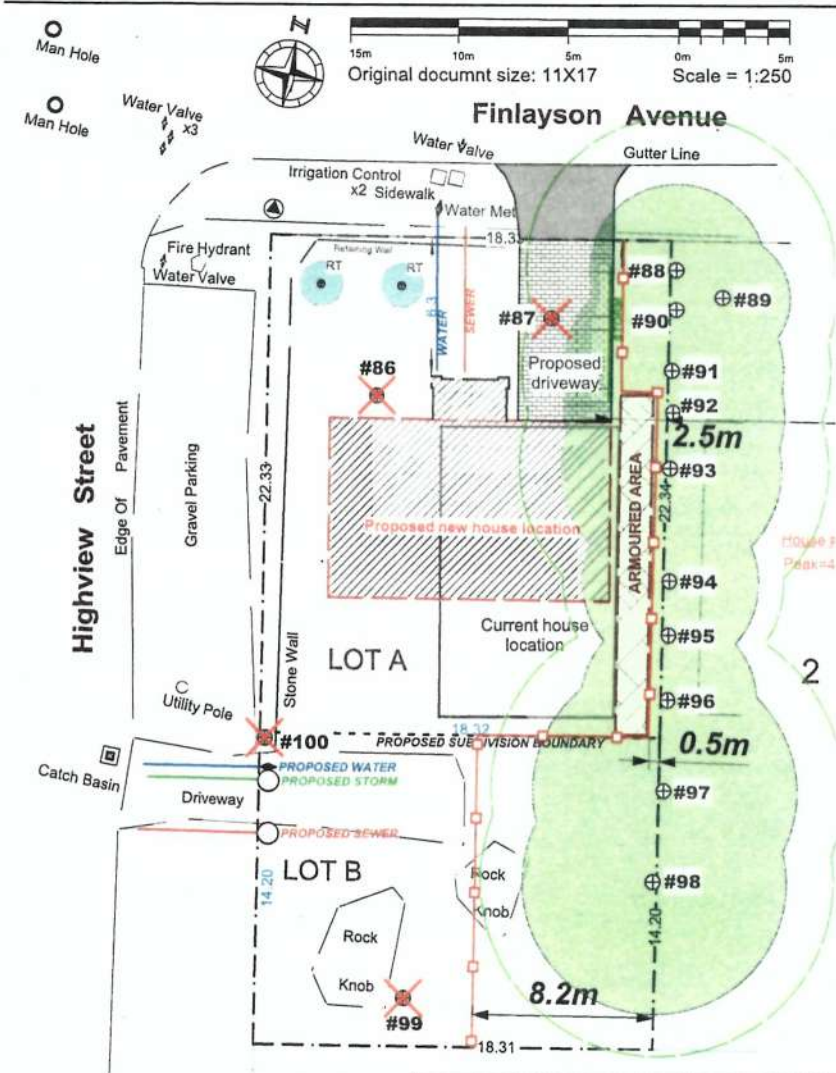 Man Hole
Man Hole
Water Valve
x3
Z
15m 10m 5m 0m 5m
Original documnt size: 11X17
Scale = 1:250
Finlayson Avenue
Water Valve
Gutter Line
Irrigation Control
x2 Sidewalk
Water Met
18.33
Fire Hydrant
Water Valve
Retaining Wall
RT
RT
#88
#89
#87
#90
6.3
WATER
SEWER
#86
Proposed
driveway
#91
#92
2.5m
#93
22.34
Highview Street
Edge Of Pavement
Gravel Parking
22.33
Stone Wall
Proposed new house location
ARMOURED AREA
House
Peak=4
#94
Current house
location
#95
LOT A
2
Utility Pole
#96
#100
18.32
PROPOSED SUBDIVISION BOUNDARY
0.5m
Catch Basin
PROPOSED WATER
PROPOSED STORM
Driveway
#97
PROPOSED SEWER
LOT B
14.20
Rock
Knob
#98
Rock
Knob
14.20
8.2m
#99
18.31